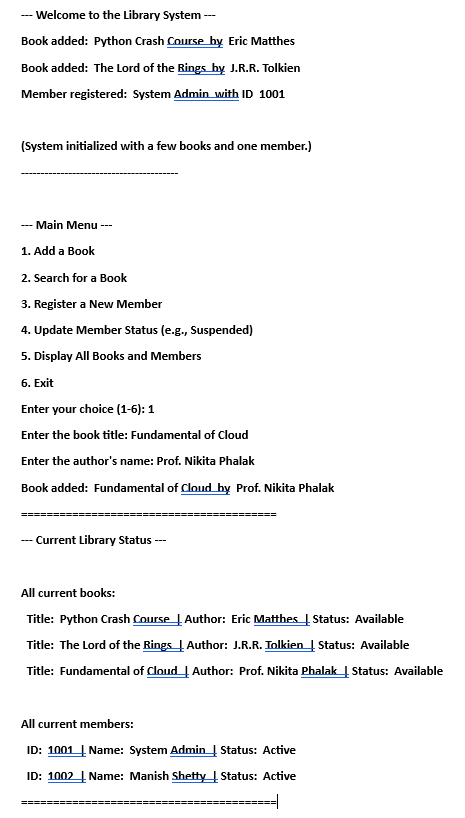 --- Welcome to the Library System ---
Book added:  Python Crash Course  by  Eric Matthes
Book added:  The Lord of the Rings  by  J.R.R. Tolkien
Member registered:  System Admin  with ID  1001
(System initialized with a few books and one member.)
----------------------------------------
--- Main Menu ---
1. Add a Book
2. Search for a Book
3. Register a New Member
4. Update Member Status (e.g., Suspended)
5. Display All Books and Members
6. Exit
Enter your choice (1-6): 1
Enter the book title: Fundamental of Cloud
Enter the author's name: Prof. Nikita Phalak
Book added:  Fundamental of Cloud  by  Prof. Nikita Phalak
========================================
--- Current Library Status ---
All current books:
Title:  Python Crash Course  | Author:  Eric Matthes  | Status:  Available
Title:  The Lord of the Rings  | Author:  J.R.R. Tolkien  | Status:  Available
Title:  Fundamental of Cloud  | Author:  Prof. Nikita Phalak  | Status:  Available
All current members:
ID:  1001  | Name:  System Admin  | Status:  Active
ID:  1002  | Name:  Manish Shetty  | Status:  Active
========================================